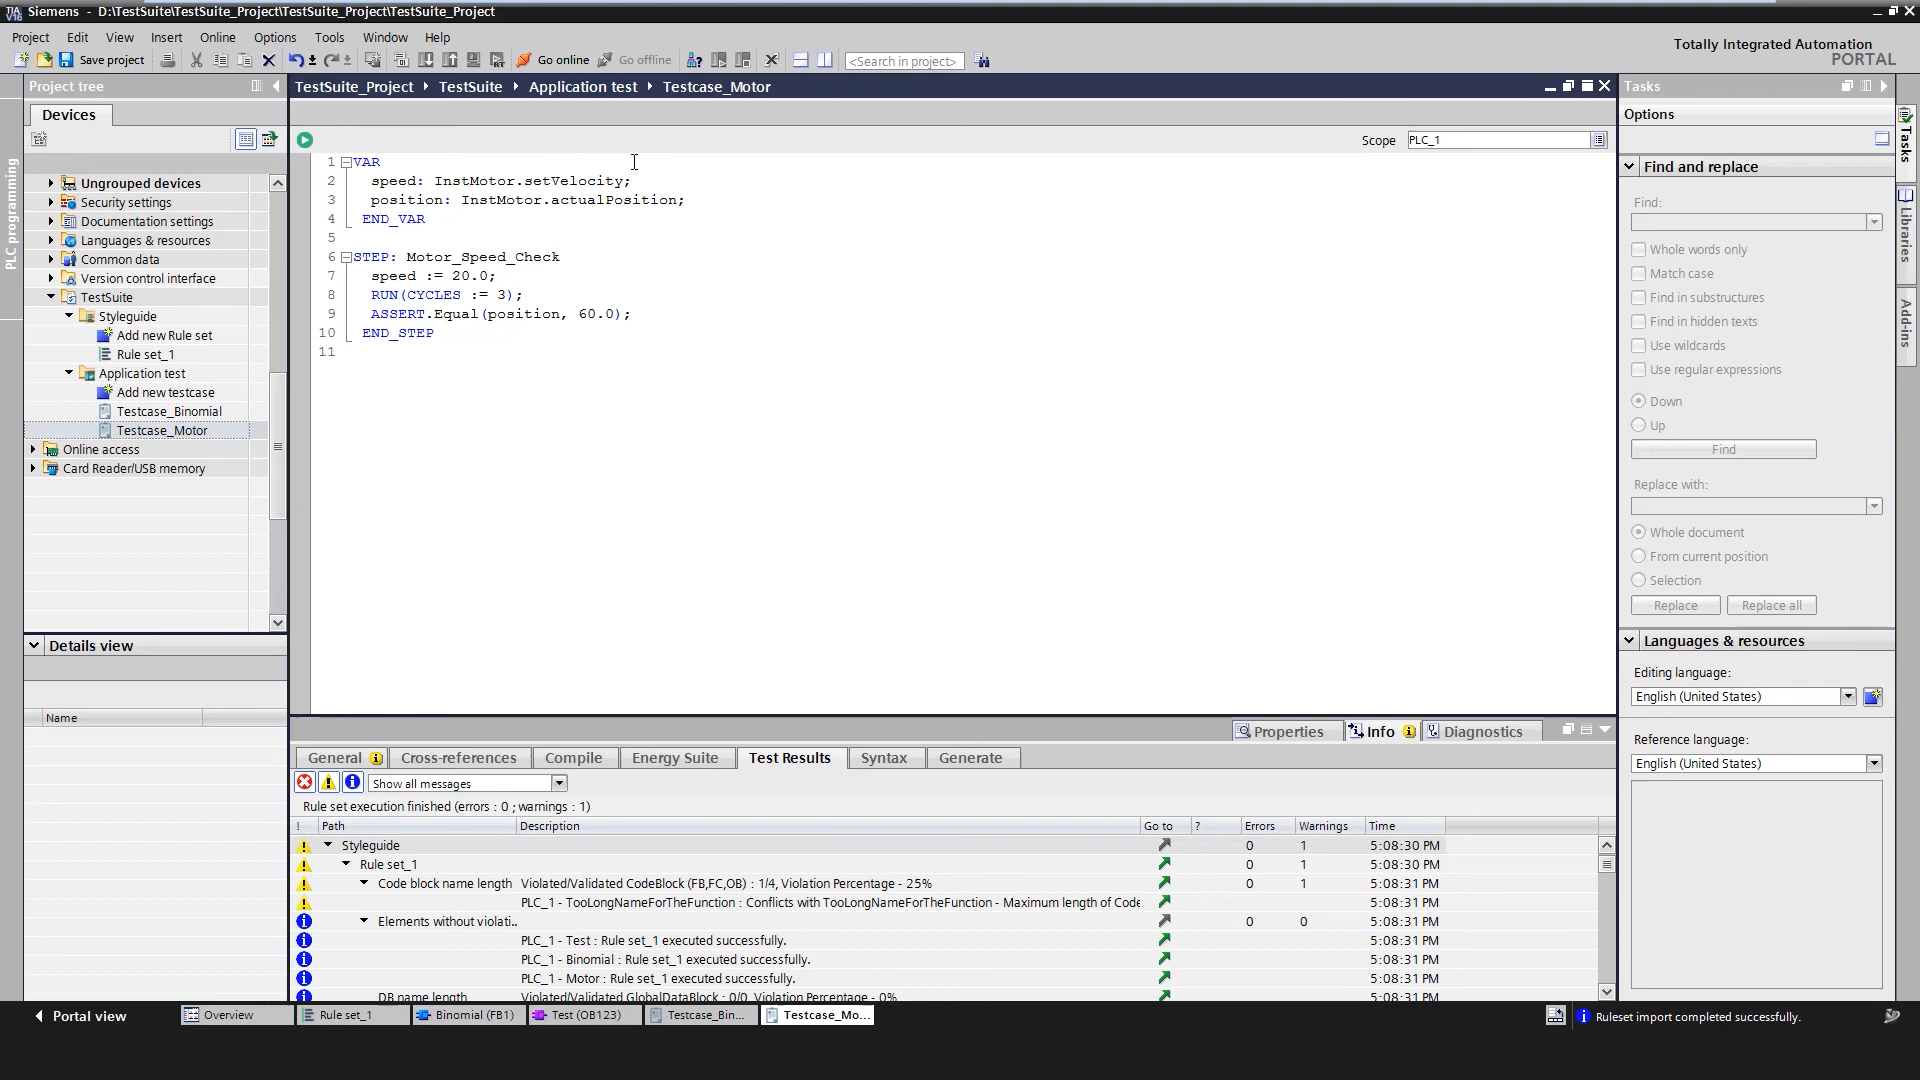 Siemens - D:\TestSuite\TestSuite_Project\TestSuite_Project\TestSuite_Project
Project Edit View Insert Online Options Tools Window Help
Totally Integrated Automation
PORTAL
Save project Go online Go offline <Search in project>
Project tree
TestSuite_Project TestSuite Application test Testcase_Motor
Tasks
Devices
Options
PLC programming
Scope PLC_1
Tasks
Libraries
Add-ins
Ungrouped devices
Security settings
Documentation settings
Languages & resources
Common data
Version control interface
TestSuite
Styleguide
Add new Rule set
Rule set_1
Application test
Add new testcase
Testcase_Binomial
Testcase_Motor
Online access
Card Reader/USB memory
Details view
Name
1 VAR
2 speed: InstMotor.setVelocity;
3 position: InstMotor.actualPosition;
4 END_VAR
5
6 STEP: Motor_Speed_Check
7 speed := 20.0;
8 RUN(CYCLES := 3);
9 ASSERT.Equal(position, 60.0);
10 END_STEP
11
Find and replace
Find:
Whole words only
Match case
Find in substructures
Find in hidden texts
Use wildcards
Use regular expressions
Down
Up
Find
Replace with:
Whole document
From current position
Selection
Replace Replace all
Languages & resources
Editing language:
English (United States)
Reference language:
English (United States)
Properties Info Diagnostics
General Cross-references Compile Energy Suite Test Results Syntax Generate
Show all messages
Rule set execution finished (errors : 0 ; warnings : 1)
! Path Description Go to ? Errors Warnings Time
Styleguide 0 1 5:08:30 PM
Rule set_1 0 1 5:08:30 PM
Code block name length Violated/Validated CodeBlock (FB,FC,OB) : 1/4, Violation Percentage - 25% 0 1 5:08:31 PM
PLC_1 - TooLongNameForTheFunction : Conflicts with TooLongNameForTheFunction - Maximum length of Code 5:08:31 PM
Elements without violati.. 0 0 5:08:31 PM
PLC_1 - Test : Rule set_1 executed successfully. 5:08:31 PM
PLC_1 - Binomial : Rule set_1 executed successfully. 5:08:31 PM
PLC_1 - Motor : Rule set_1 executed successfully. 5:08:31 PM
DB name length Violated/Validated GlobalDataBlock : 0/0, Violation Percentage - 0% 5:08:31 PM
Portal view Overview Rule set_1 Binomial (FB1) Test (OB123) Testcase_Bin... Testcase_Mo... Ruleset import completed successfully.